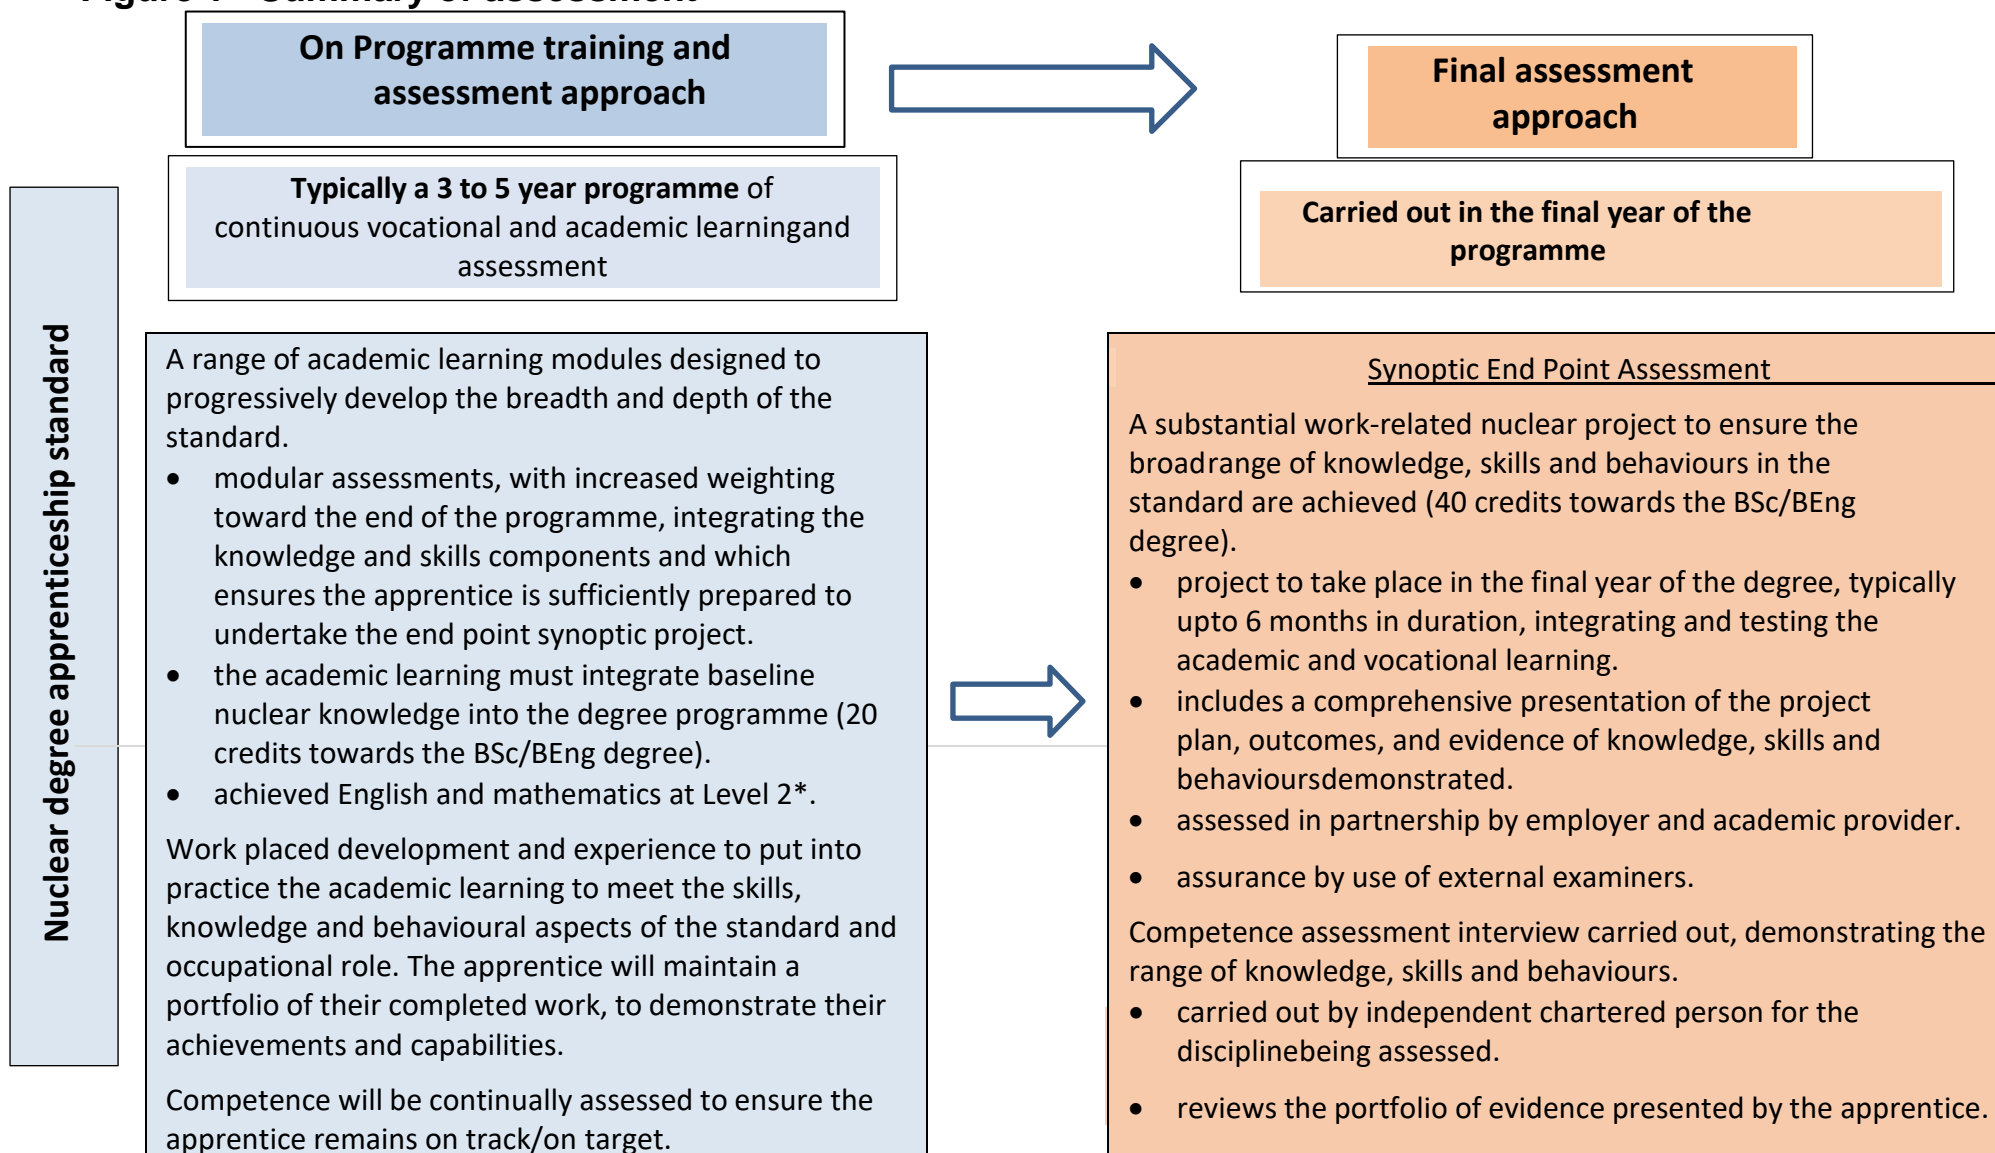 Figure 1 - Summary of assessment
On Programme training and
assessment approach
Final assessment
approach
Typically a 3 to 5 year programme of
continuous vocational and academic learningand
assessment
Carried out in the final year of the
programme
Nuclear degree apprenticeship standard
A range of academic learning modules designed to
progressively develop the breadth and depth of the
standard.
• modular assessments, with increased weighting
toward the end of the programme, integrating the
knowledge and skills components and which
ensures the apprentice is sufficiently prepared to
undertake the end point synoptic project.
• the academic learning must integrate baseline
nuclear knowledge into the degree programme (20
credits towards the BSc/BEng degree).
• achieved English and mathematics at Level 2*.
Work placed development and experience to put into
practice the academic learning to meet the skills,
knowledge and behavioural aspects of the standard and
occupational role. The apprentice will maintain a
portfolio of their completed work, to demonstrate their
achievements and capabilities.
Competence will be continually assessed to ensure the
apprentice remains on track/on target.
Synoptic End Point Assessment
A substantial work-related nuclear project to ensure the
broadrange of knowledge, skills and behaviours in the
standard are achieved (40 credits towards the BSc/BEng
degree).
• project to take place in the final year of the degree, typically
upto 6 months in duration, integrating and testing the
academic and vocational learning.
• includes a comprehensive presentation of the project
plan, outcomes, and evidence of knowledge, skills and
behavioursdemonstrated.
• assessed in partnership by employer and academic provider.
• assurance by use of external examiners.
Competence assessment interview carried out, demonstrating the
range of knowledge, skills and behaviours.
• carried out by independent chartered person for the
disciplinebeing assessed.
• reviews the portfolio of evidence presented by the apprentice.